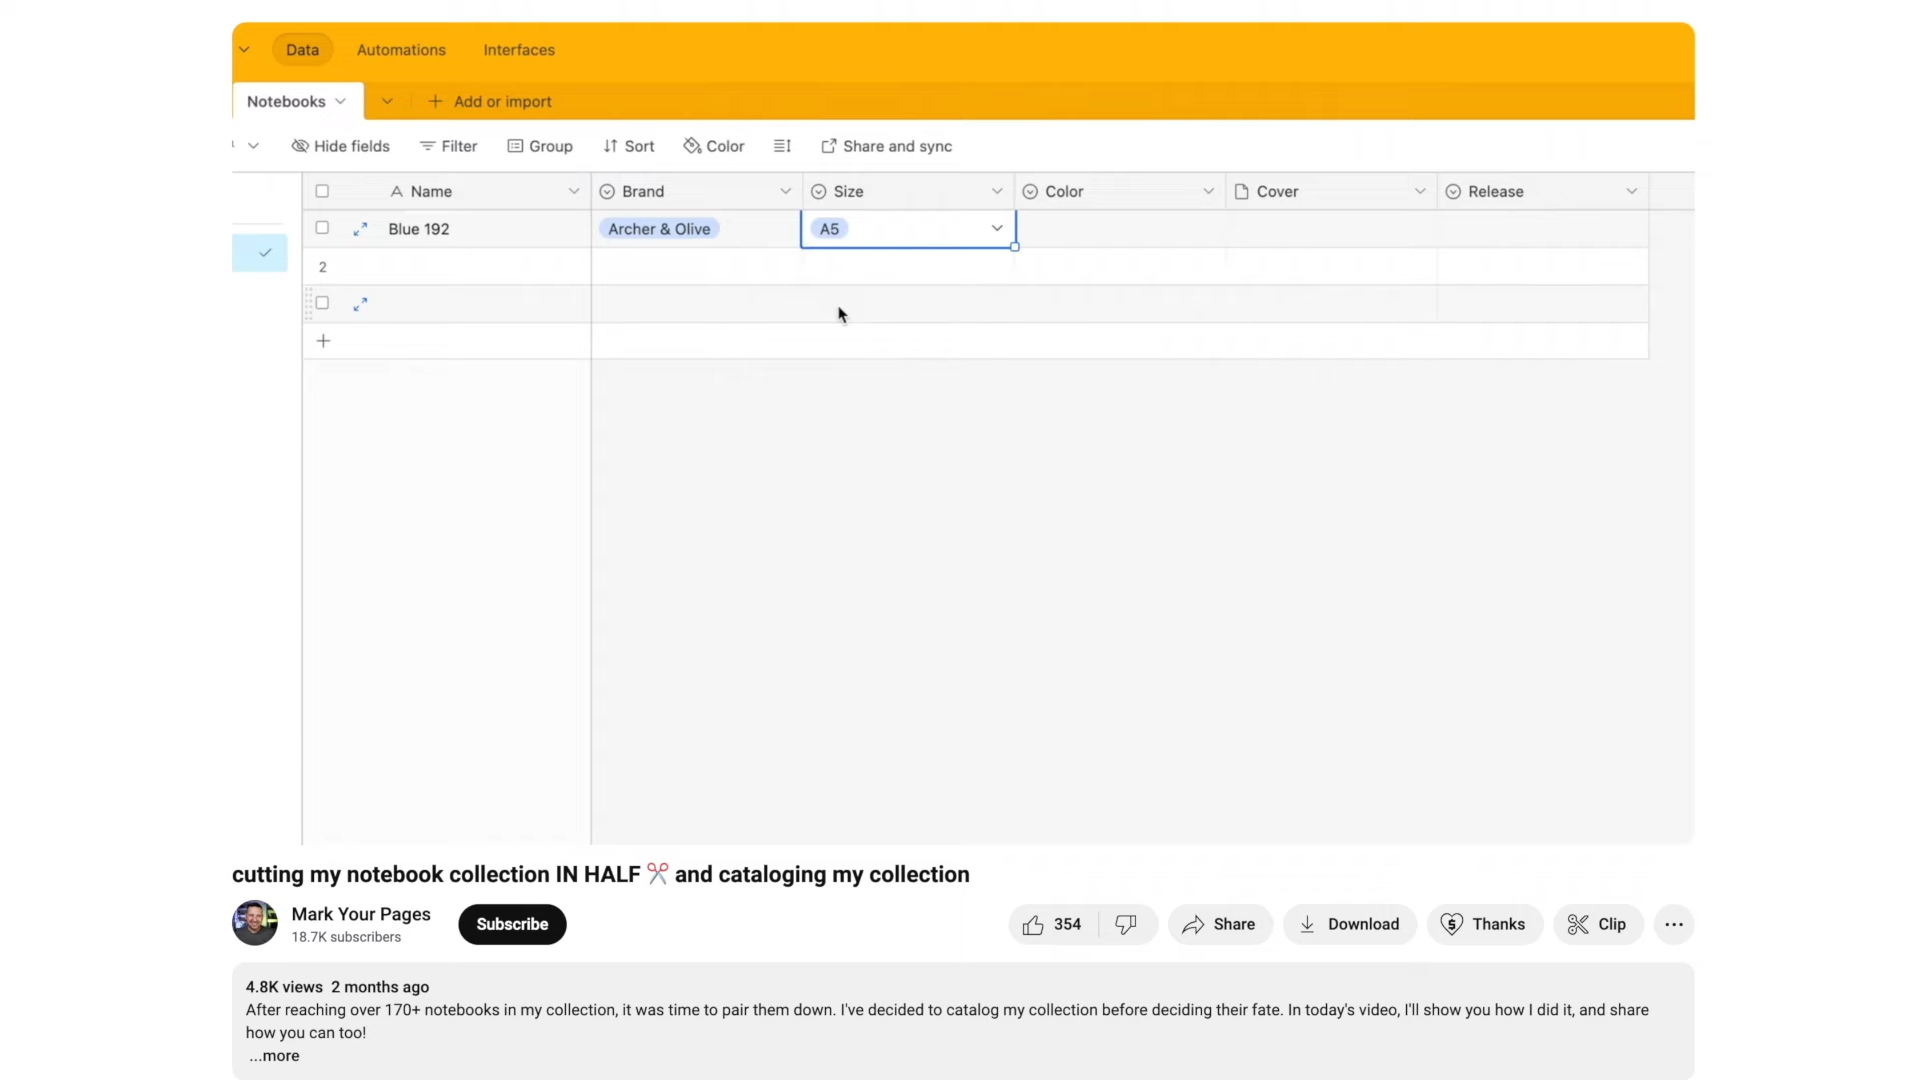 Data Automations Interfaces
Notebooks Add or import
Hide fields Filter Group Sort Color Share and sync
Name Brand Size Color Cover Release
Blue 192 Archer & Olive A5
2
cutting my notebook collection IN HALF ✂️ and cataloging my collection
Mark Your Pages
18.7K subscribers
Subscribe
354 Share Download Thanks Clip
4.8K views 2 months ago
After reaching over 170+ notebooks in my collection, it was time to pair them down. I've decided to catalog my collection before deciding their fate. In today's video, I'll show you how I did it, and share
how you can too!
...more